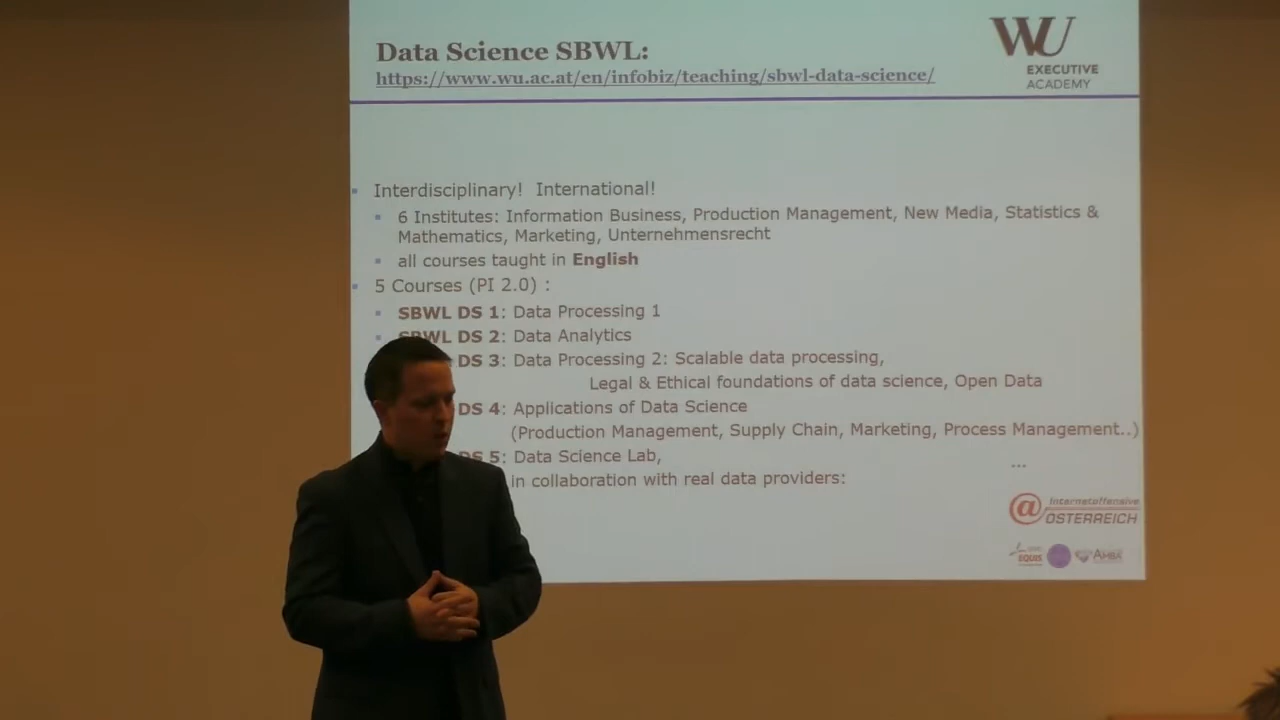 Data Science SBWL:
https://www.wu.ac.at/en/infobiz/teaching/sbwl-data-science/
WU
EXECUTIVE
ACADEMY
Interdisciplinary! International!
6 Institutes: Information Business, Production Management, New Media, Statistics &
Mathematics, Marketing, Unternehmensrecht
all courses taught in English
5 Courses (PI 2.0) :
SBWL DS 1: Data Processing 1
SBWL DS 2: Data Analytics
DS 3: Data Processing 2: Scalable data processing,
Legal & Ethical foundations of data science, Open Data
DS 4: Applications of Data Science
(Production Management, Supply Chain, Marketing, Process Management..)
DS 5: Data Science Lab,
in collaboration with real data providers:
...
@ Internetoffensive
ÖSTERREICH
EQUIS
AMBA